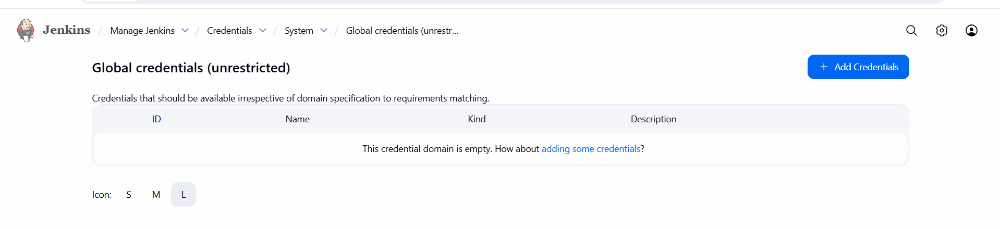 Jenkins / Manage Jenkins / Credentials / System / Global credentials (unrestr...
Global credentials (unrestricted)
+ Add Credentials
Credentials that should be available irrespective of domain specification to requirements matching.
ID Name Kind Description
This credential domain is empty. How about adding some credentials?
Icon: S M L